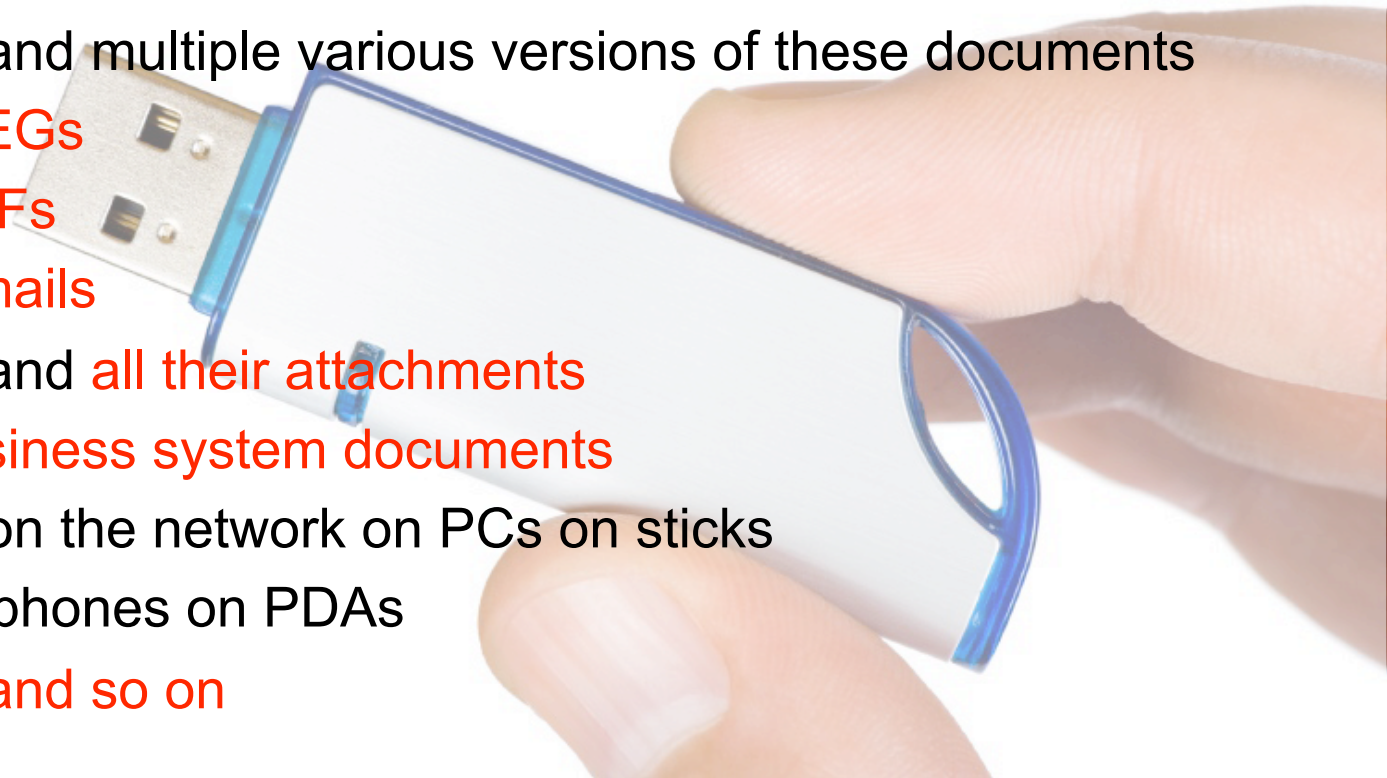 and multiple various versions of these documents
EGs
Fs
nails
and all their attachments
siness system documents
on the network on PCs on sticks
phones on PDAs
and so on